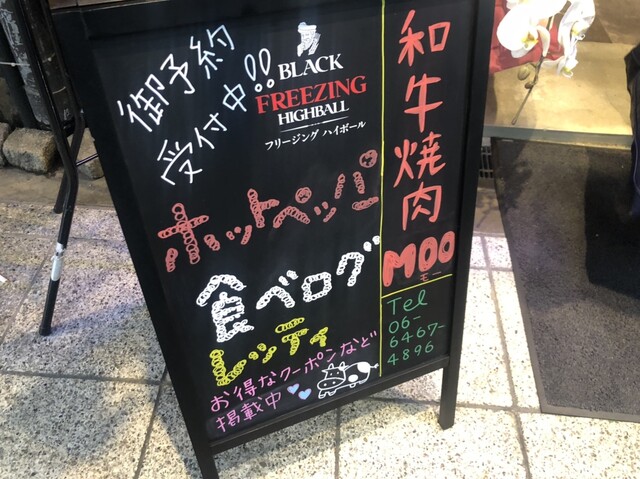 御予約
受付中!!
BLACK
FREEZING
HIGHBALL
フリージング ハイボール
ホットペッパー
食べログ
レッティ
お得なクーポンなど
掲載中
和牛焼肉
MOO
モー
Tel
06-
6467-
4896